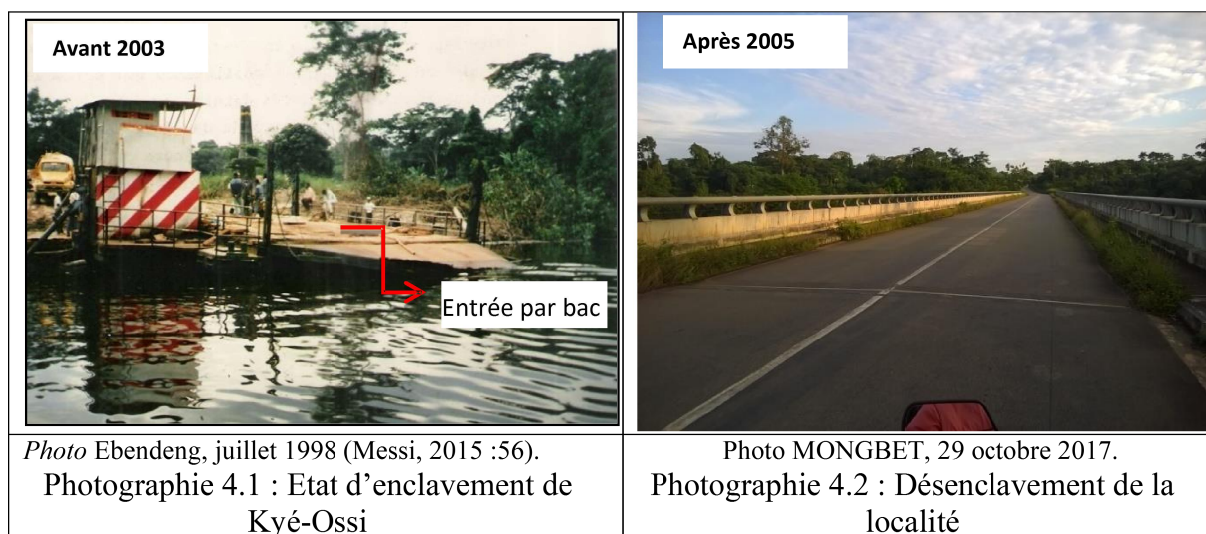 Avant 2003
Entrée par bac
Après 2005
Photo Ebendeng, juillet 1998 (Messi, 2015 :56).
Photographie 4.1 : Etat d’enclavement de
Kyé-Ossi
Photo MONGBET, 29 octobre 2017.
Photographie 4.2 : Désenclavement de la
localité